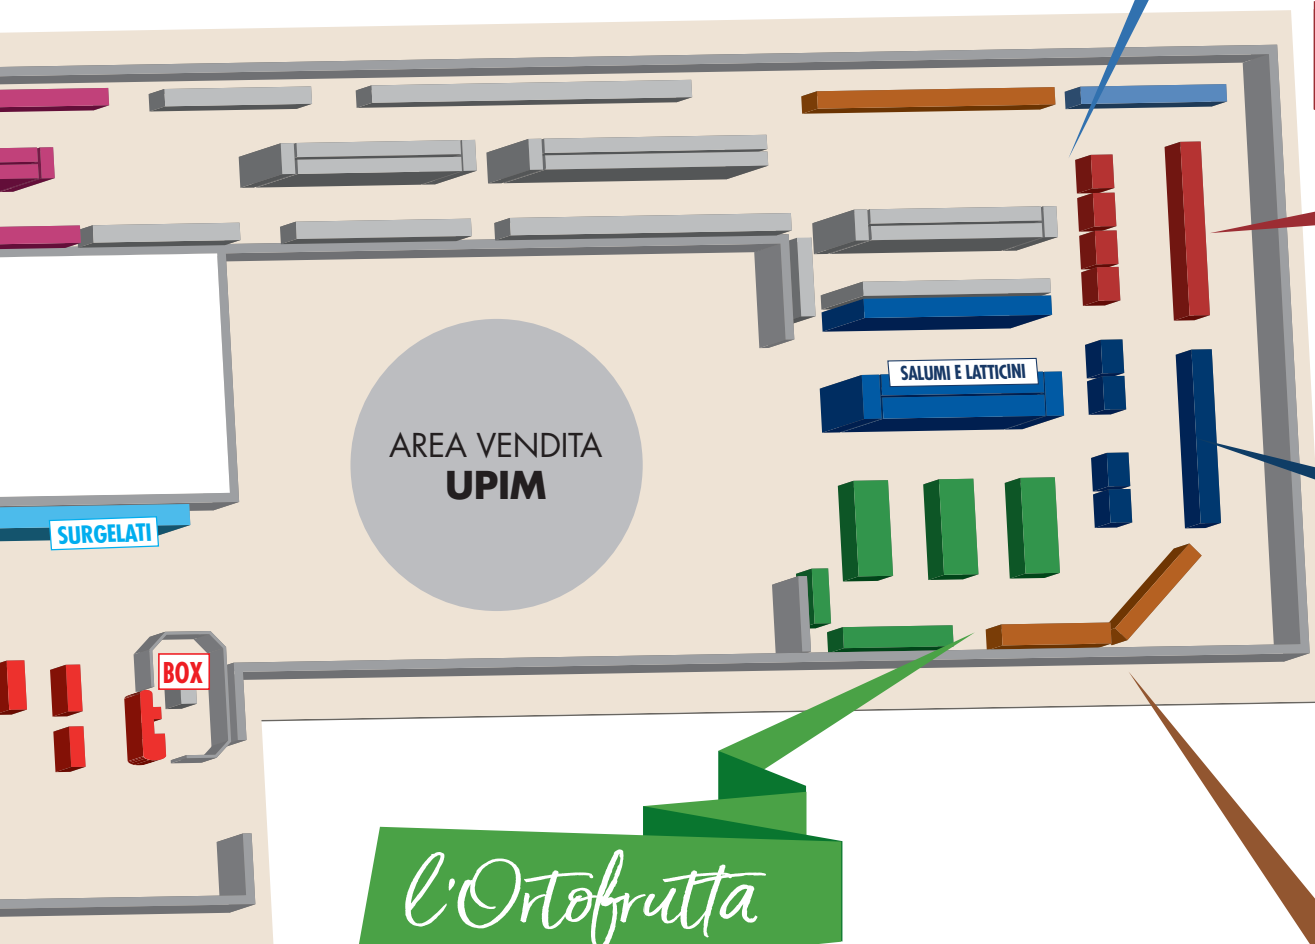 SALUMI E LATTICINI
AREA VENDITA
UPIM
SURGELATI
BOX
l'Ortofrutta